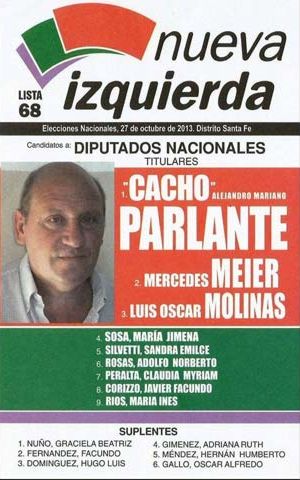 nueva
izquierda
LISTA
68
Elecciones Nacionales, 27 de octubre de 2013. Distrito Santa Fe
Candidatos a: DIPUTADOS NACIONALES
TITULARES
1. "CACHO" ALEJANDRO MARIANO
PARLANTE
2. MERCEDES MEIER
3. LUIS OSCAR MOLINAS
4. SOSA, MARÍA JIMENA
5. SILVETTI, SANDRA EMILCE
6. ROSAS, ADOLFO NORBERTO
7. PERALTA, CLAUDIA MYRIAM
8. CORIZZO, JAVIER FACUNDO
9. RIOS, MARIA INES
SUPLENTES
1. NUÑO, GRACIELA BEATRIZ
2. FERNANDEZ, FACUNDO
3. DOMINGUEZ, HUGO LUIS
4. GIMENEZ, ADRIANA RUTH
5. MÉNDEZ, HERNÁN HUMBERTO
6. GALLO, OSCAR ALFREDO